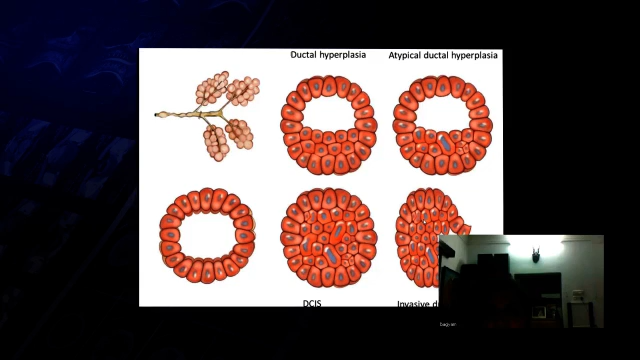 Ductal hyperplasia
Atypical ductal hyperplasia
DCIS
Invasive